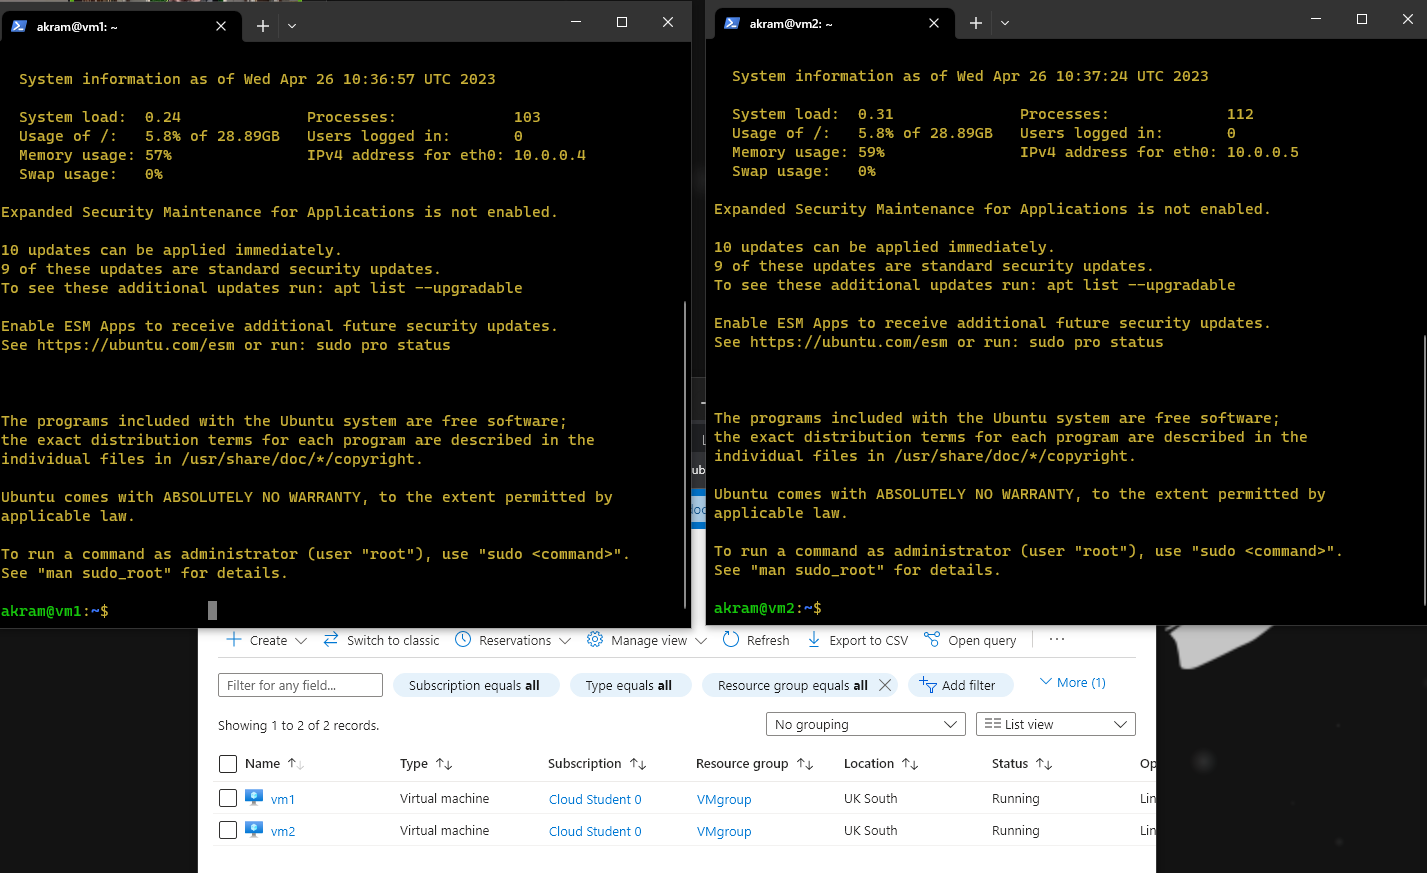 akram@vm1: ~
System information as of Wed Apr 26 10:36:57 UTC 2023
System load:  0.24              Processes:             103
Usage of /:   5.8% of 28.89GB   Users logged in:       0
Memory usage: 57%               IPv4 address for eth0: 10.0.0.4
Swap usage:   0%
Expanded Security Maintenance for Applications is not enabled.
10 updates can be applied immediately.
9 of these updates are standard security updates.
To see these additional updates run: apt list --upgradable
Enable ESM Apps to receive additional future security updates.
See https://ubuntu.com/esm or run: sudo pro status
The programs included with the Ubuntu system are free software;
the exact distribution terms for each program are described in the
individual files in /usr/share/doc/*/copyright.
Ubuntu comes with ABSOLUTELY NO WARRANTY, to the extent permitted by
applicable law.
To run a command as administrator (user "root"), use "sudo <command>".
See "man sudo_root" for details.
akram@vm1:~$
akram@vm2: ~
System information as of Wed Apr 26 10:37:24 UTC 2023
System load:  0.31              Processes:             112
Usage of /:   5.8% of 28.89GB   Users logged in:       0
Memory usage: 59%               IPv4 address for eth0: 10.0.0.5
Swap usage:   0%
Expanded Security Maintenance for Applications is not enabled.
10 updates can be applied immediately.
9 of these updates are standard security updates.
To see these additional updates run: apt list --upgradable
Enable ESM Apps to receive additional future security updates.
See https://ubuntu.com/esm or run: sudo pro status
The programs included with the Ubuntu system are free software;
the exact distribution terms for each program are described in the
individual files in /usr/share/doc/*/copyright.
Ubuntu comes with ABSOLUTELY NO WARRANTY, to the extent permitted by
applicable law.
To run a command as administrator (user "root"), use "sudo <command>".
See "man sudo_root" for details.
akram@vm2:~$
Create Switch to classic Reservations Manage view Refresh Export to CSV Open query ...
Filter for any field... Subscription equals all Type equals all Resource group equals all Add filter More (1)
Showing 1 to 2 of 2 records. No grouping List view
Name Type Subscription Resource group Location Status Op
vm1 Virtual machine Cloud Student 0 VMgroup UK South Running Lin
vm2 Virtual machine Cloud Student 0 VMgroup UK South Running Lin